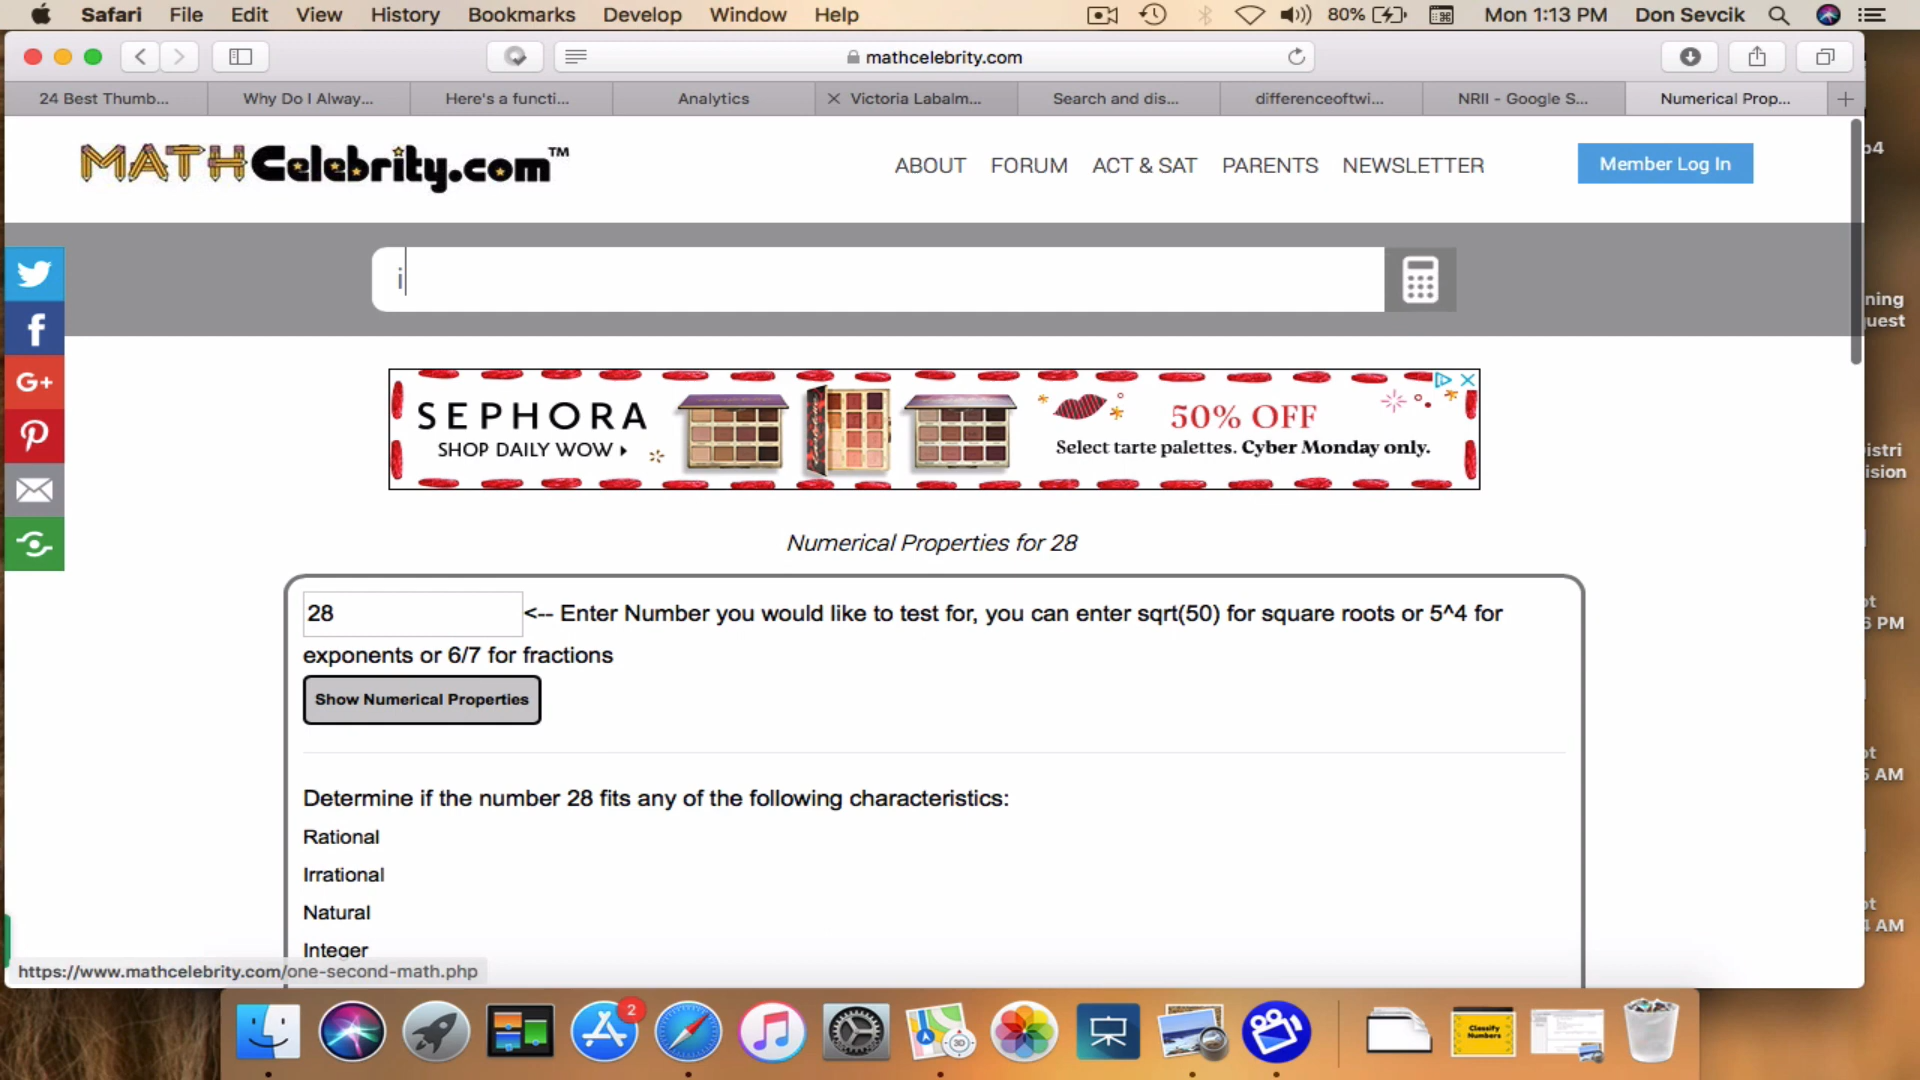 Safari File Edit View History Bookmarks Develop Window Help 80% Mon 1:13 PM Don Sevcik
mathcelebrity.com
24 Best Thumb... Why Do I Alway... Here's a functi... Analytics Victoria Labalm... Search and dis... differenceoftwi... NRII - Google S... Numerical Prop...
MATHCelebrity.com™ ABOUT FORUM ACT & SAT PARENTS NEWSLETTER Member Log In
i
SEPHORA
SHOP DAILY WOW
50% OFF
Select tarte palettes. Cyber Monday only.
Numerical Properties for 28
28 <-- Enter Number you would like to test for, you can enter sqrt(50) for square roots or 5^4 for
exponents or 6/7 for fractions
Show Numerical Properties
Determine if the number 28 fits any of the following characteristics:
Rational
Irrational
Natural
Integer
https://www.mathcelebrity.com/one-second-math.php
G+
2
3D
Classify
Numbers